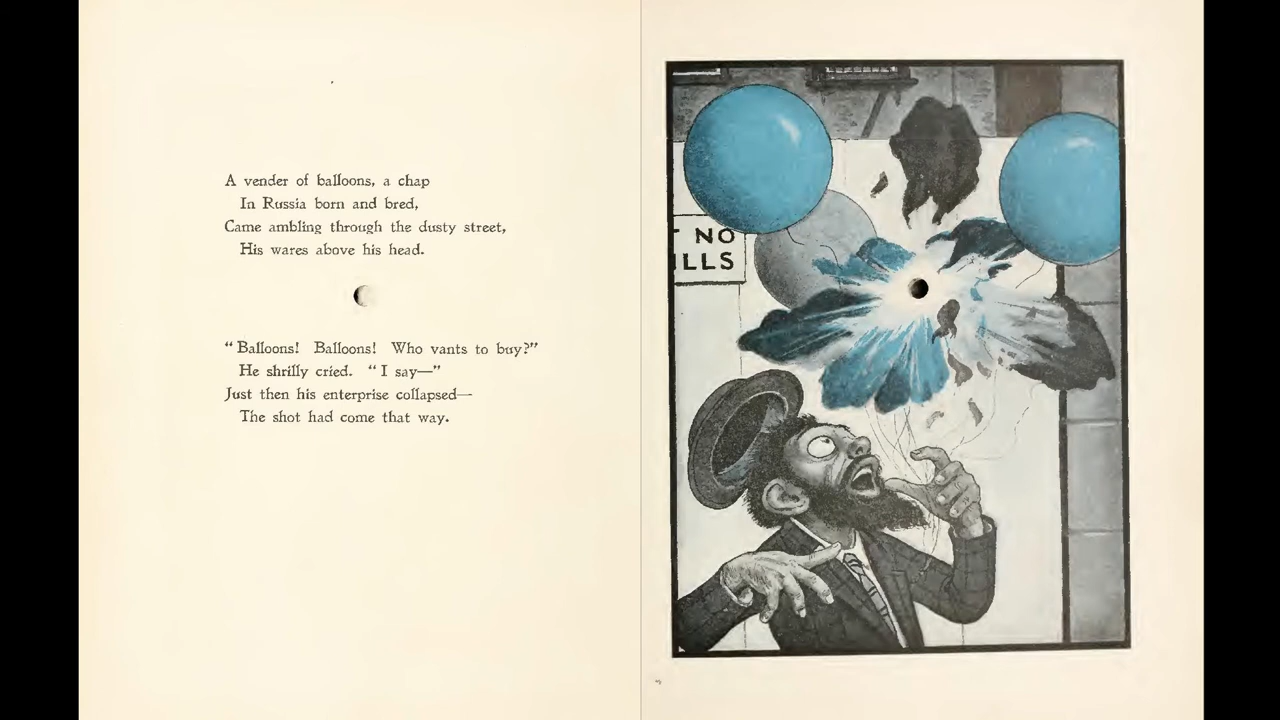 A vender of balloons, a chap
In Russia born and bred,
Came ambling through the dusty street,
His wares above his head.
“Balloons! Balloons! Who vants to buy?”
He shrilly cried. “I say—”
Just then his enterprise collapsed—
The shot had come that way.
T NO
ILLS